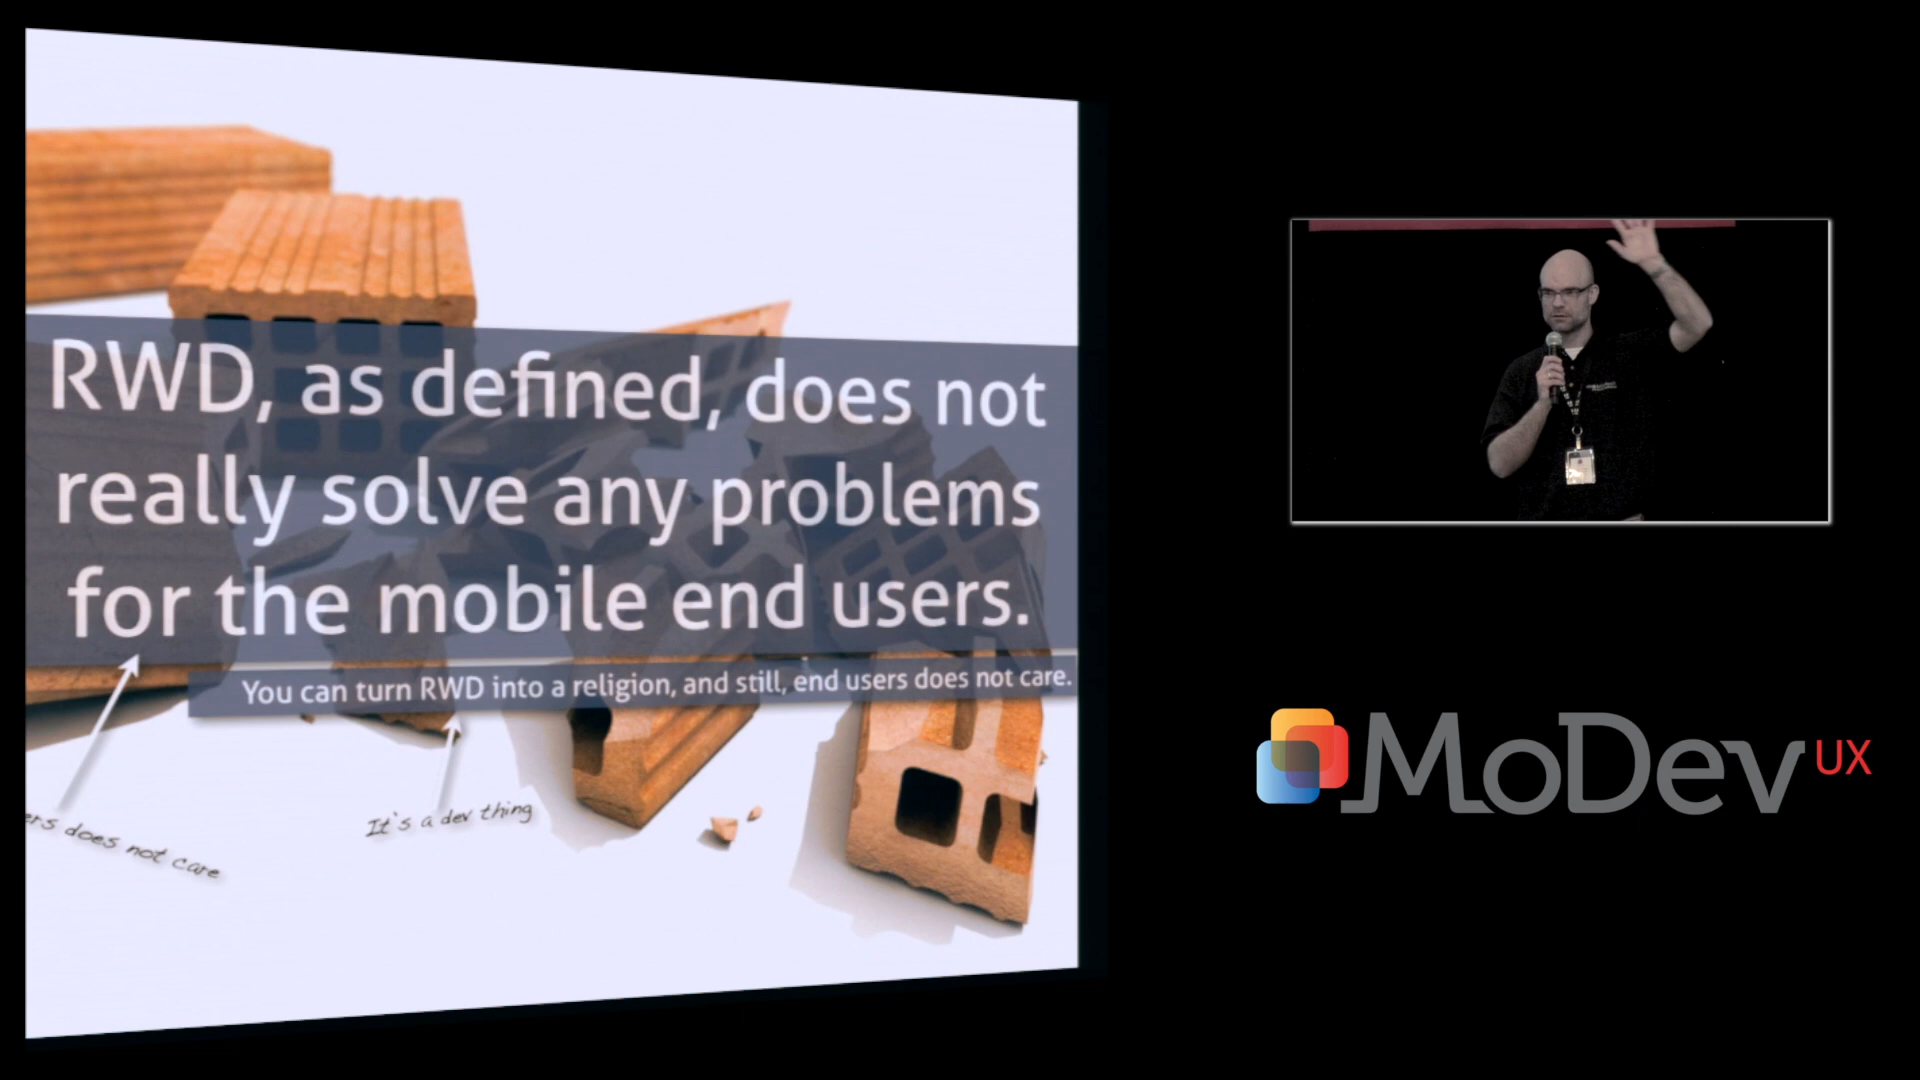 RWD, as defined, does not
really solve any problems
for the mobile end users.
You can turn RWD into a religion, and still, end users does not care.
It's a dev thing
does not care
MoDev UX